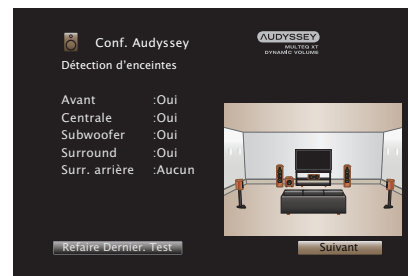 Conf. Audyssey
AUDYSSEY
MULTEQ XT
DYNAMIC VOLUME
Détection d'enceintes
Avant :Oui
Centrale :Oui
Subwoofer :Oui
Surround :Oui
Surr. arrière :Aucun
Refaire Dernier. Test
Suivant